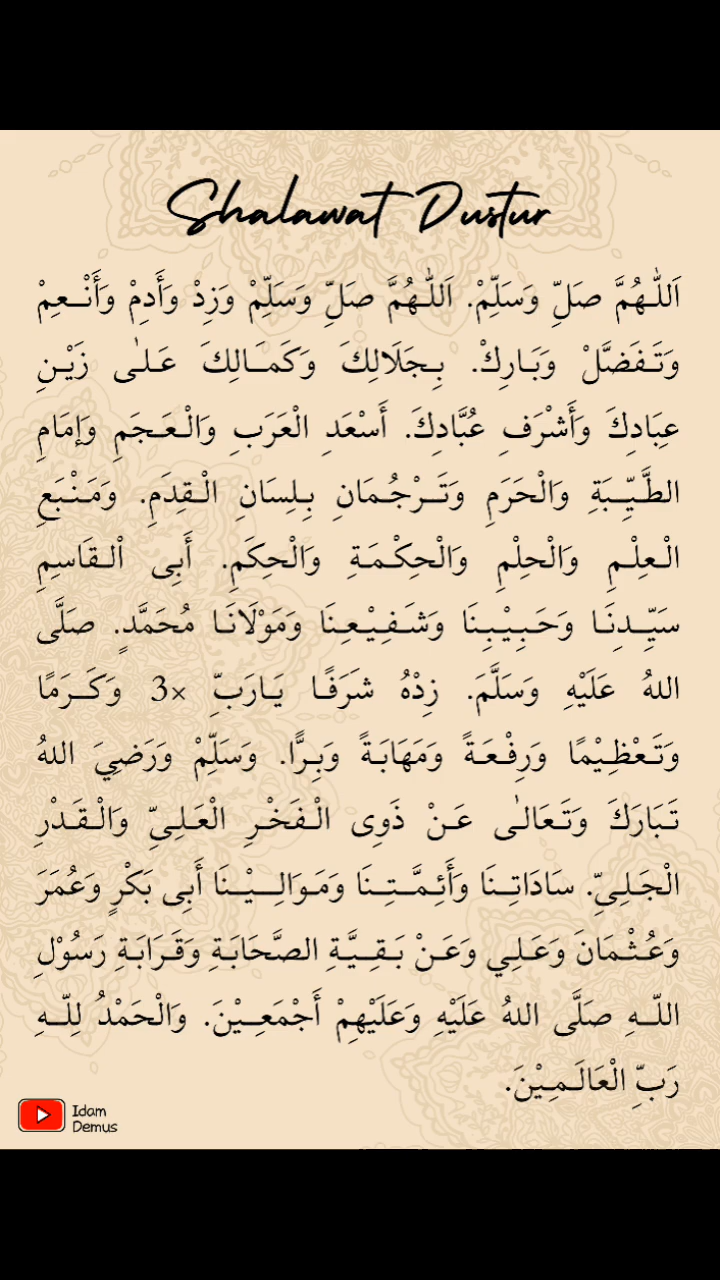 Shalawat Dustur
اَللّٰهُمَّ صَلِّ وَسَلِّمْ. اَللّٰهُمَّ صَلِّ وَسَلِّمْ وَزِدْ وَأَدِمْ وَأَنْعِمْ
وَتَفَضَّلْ وَبَارِكْ. بِجَلَالِكَ وَكَمَالِكَ عَلٰى زَيْنِ
عِبَادِكَ وَأَشْرَفِ عُبَّادِكَ. أَسْعَدِ الْعَرَبِ وَالْعَجَمِ وَإِمَامِ
الطَّيِّبَةِ وَالْحَرَمِ وَتَرْجُمَانِ بِلِسَانِ الْقِدَمِ. وَمَنْبَعِ
الْعِلْمِ وَالْحِلْمِ وَالْحِكْمَةِ وَالْحِكَمِ. أَبِى اْلقَاسِمِ
سَيِّدِنَا وَحَبِيْبِنَا وَشَفِيْعِنَا وَمَوْلَانَا مُحَمَّدٍ. صَلَّى
اللهُ عَلَيْهِ وَسَلَّمَ. زِدْهُ شَرَفًا يَارَبِّ ×3 وَكَرَمًا
وَتَعْظِيْمًا وَرِفْعَةً وَمَهَابَةً وَبِرًّا. وَسَلِّمْ وَرَضِيَ اللهُ
تَبَارَكَ وَتَعَالٰى عَنْ ذَوِى الْفَخْرِ الْعَلِيِّ وَالْقَدْرِ
الْجَلِيِّ. سَادَاتِنَا وَأَئِمَّتِنَا وَمَوَالِيْنَا أَبِى بَكْرٍ وَعُمَرَ
وَعُثْمَانَ وَعَلِي وَعَنْ بَقِيَّةِ الصَّحَابَةِ وَقَرَابَةِ رَسُوْلِ
اللّهِ صَلَّى اللهُ عَلَيْهِ وَعَلَيْهِمْ أَجْمَعِيْنَ. وَالْحَمْدُ لِلّهِ
رَبِّ الْعَالَمِيْنَ.
Idam
Demus